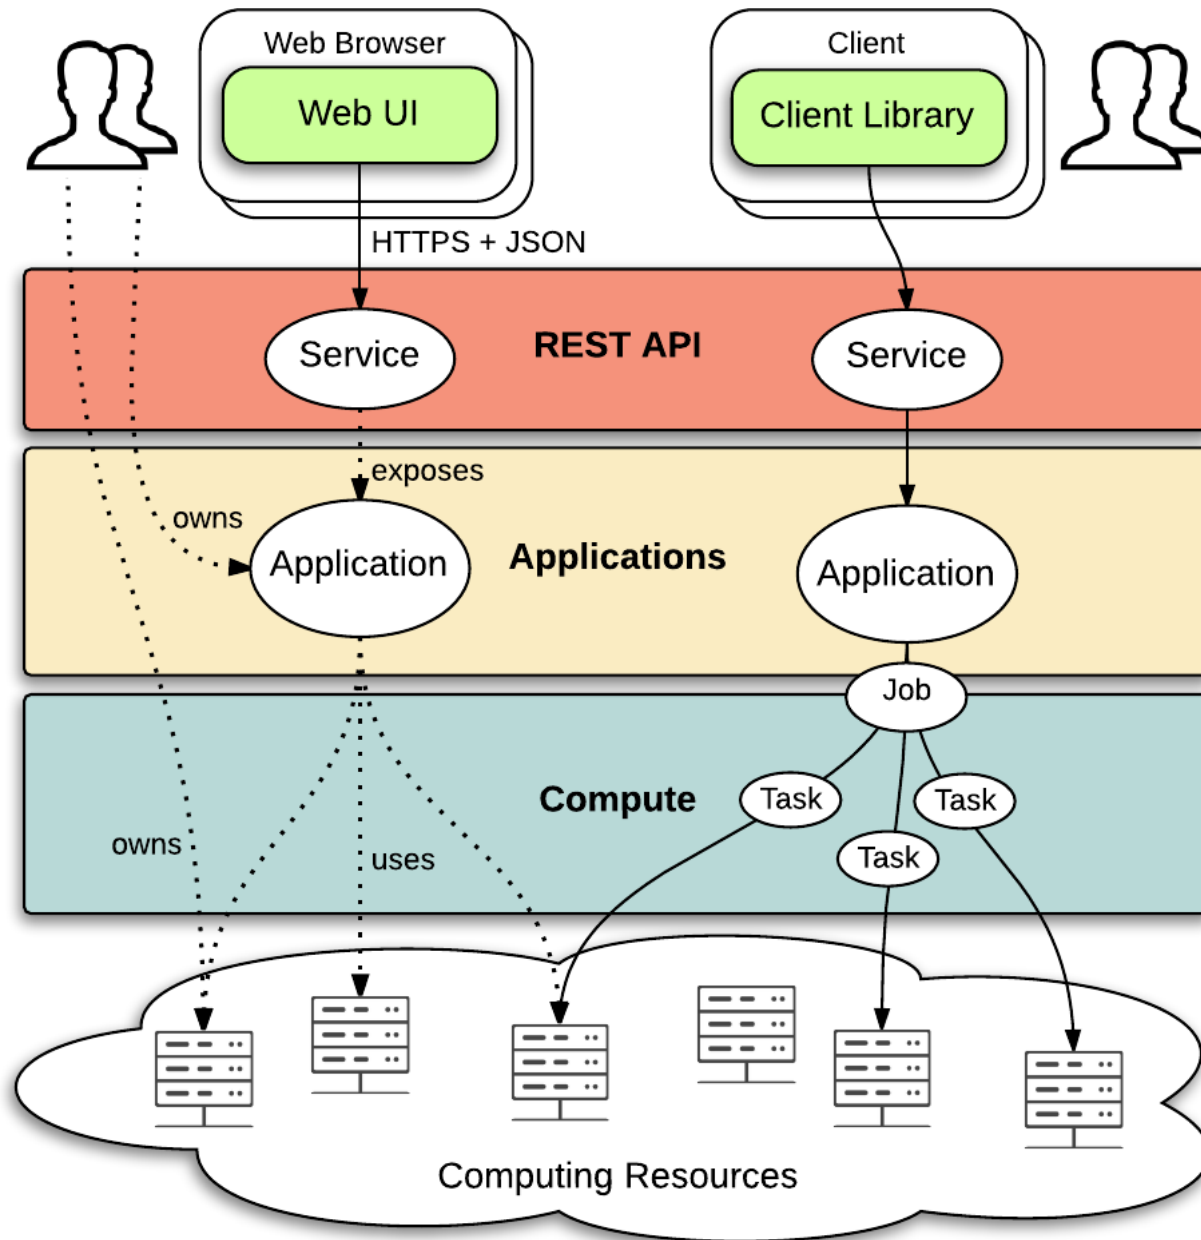 Web Browser
Client
Web UI
Client Library
HTTPS + JSON
Service
REST API
Service
exposes
owns
Application
Applications
Application
Job
Compute
Task
Task
owns
uses
Task
Computing Resources